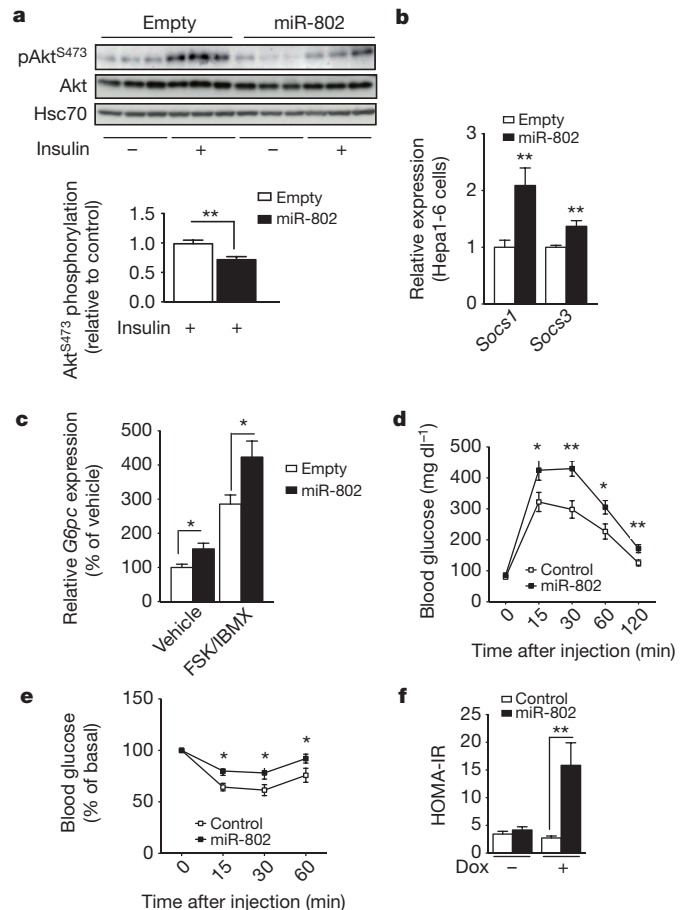 a
Empty
miR-802
pAktS473
Akt
Hsc70
Insulin
– + – +
AktS473 phosphorylation
(relative to control)
1.5
1.0
0.5
0.0
**
Empty
miR-802
Insulin + +
b
Relative expression
(Hepa1-6 cells)
3
2
1
0
Empty
miR-802
**
**
Socs1
Socs3
c
Relative G6pc expression
(% of vehicle)
500
400
300
200
100
0
*
*
Empty
miR-802
Vehicle
FSK/IBMX
d
Blood glucose (mg dl–1)
500
400
300
200
100
0
* ** * **
Control
miR-802
0 15 30 60 120
Time after injection (min)
e
Blood glucose
(% of basal)
150
100
50
0
* * *
Control
miR-802
0 15 30 60
Time after injection (min)
f
HOMA-IR
25
20
15
10
5
0
Control
miR-802
**
Dox – +